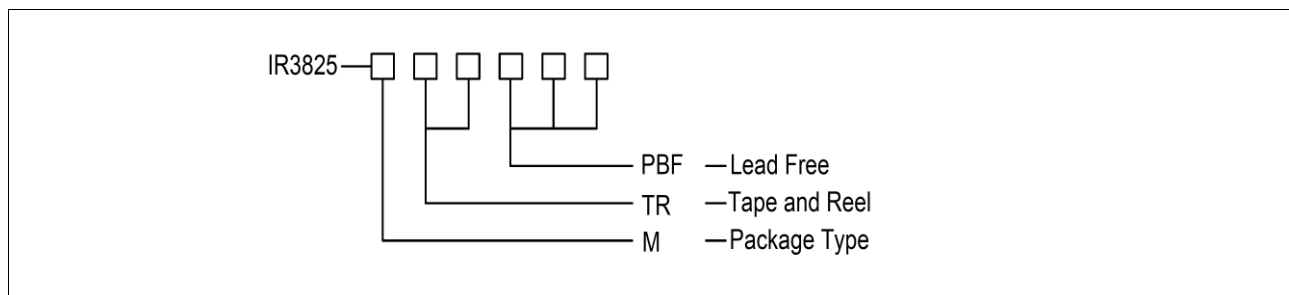 IR3825
PBF — Lead Free
TR — Tape and Reel
M — Package Type